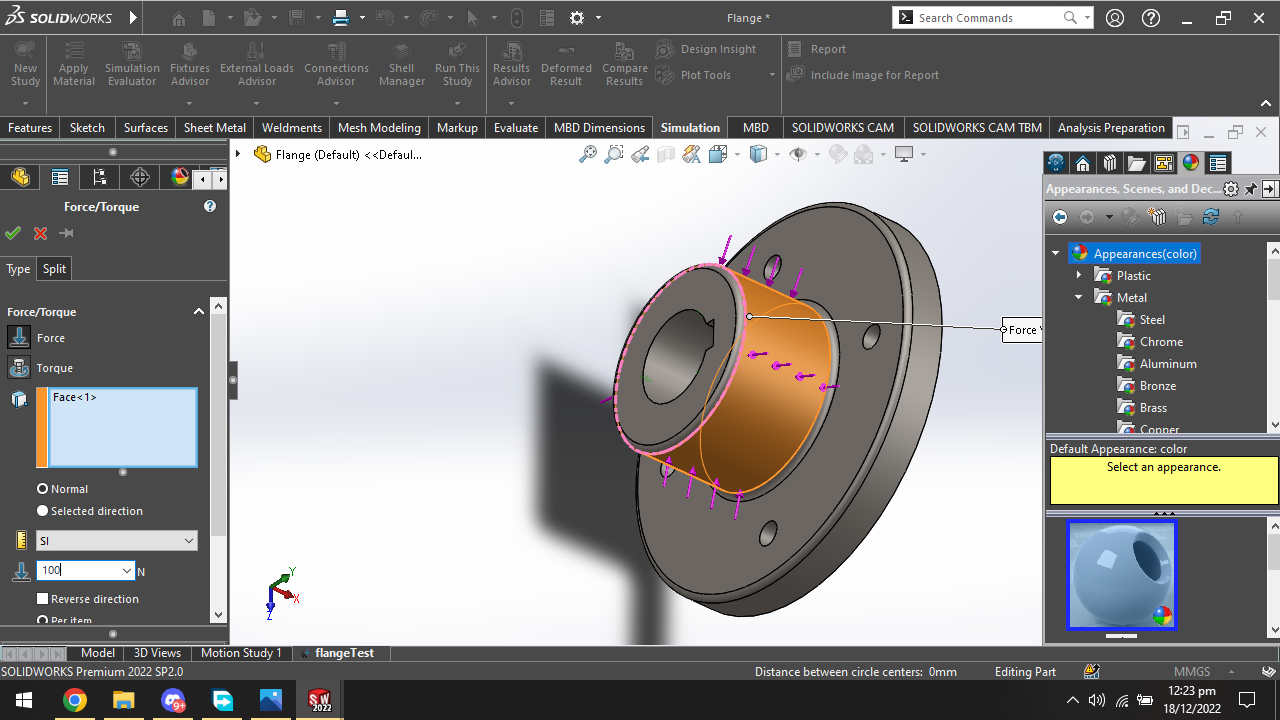 SOLIDWORKS
Flange *
Search Commands
New Study
Apply Material
Simulation Evaluator
Fixtures Advisor
External Loads Advisor
Connections Advisor
Shell Manager
Run This Study
Results Advisor
Deformed Result
Compare Results
Design Insight
Plot Tools
Report
Include Image for Report
Features
Sketch
Surfaces
Sheet Metal
Weldments
Mesh Modeling
Markup
Evaluate
MBD Dimensions
Simulation
MBD
SOLIDWORKS CAM
SOLIDWORKS CAM TBM
Analysis Preparation
Flange (Default) <<Defaul...
Force/Torque
Type
Split
Force/Torque
Force
Torque
Face<1>
Normal
Selected direction
SI
100
N
Reverse direction
Per item
Force
Y
X
Z
Appearances, Scenes, and Dec...
Appearances(color)
Plastic
Metal
Steel
Chrome
Aluminum
Bronze
Brass
Copper
Default Appearance: color
Select an appearance.
Model
3D Views
Motion Study 1
flangeTest
SOLIDWORKS Premium 2022 SP2.0
Distance between circle centers: 0mm
Editing Part
MMGS
9+
SW
2022
12:23 pm
18/12/2022